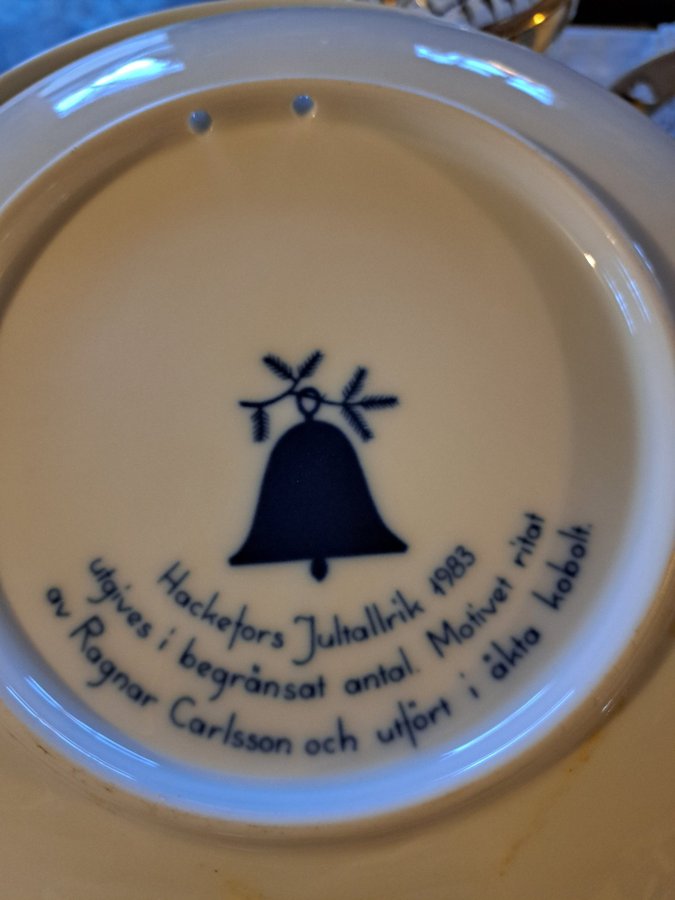 Hackefors Jultallrik 1983
utgives i begränsat antal. Motivet ritat
av Ragnar Carlsson och utfört i äkta kobolt.